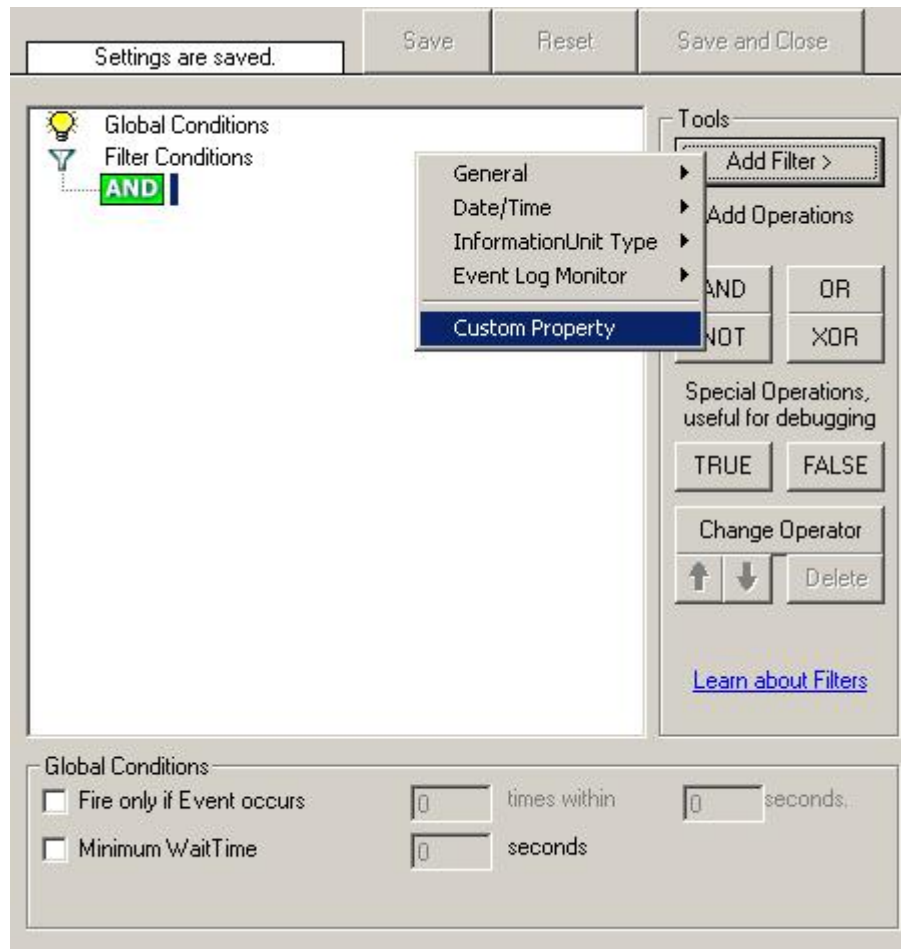 Settings are saved.
Save
Reset
Save and Close
Global Conditions
Filter Conditions
AND
General
Date/Time
InformationUnit Type
Event Log Monitor
Custom Property
Tools
Add Filter >
Add Operations
AND
OR
NOT
XOR
Special Operations,
useful for debugging
TRUE
FALSE
Change Operator
Delete
Learn about Filters
Global Conditions
Fire only if Event occurs
0
times within
0
seconds.
Minimum WaitTime
0
seconds